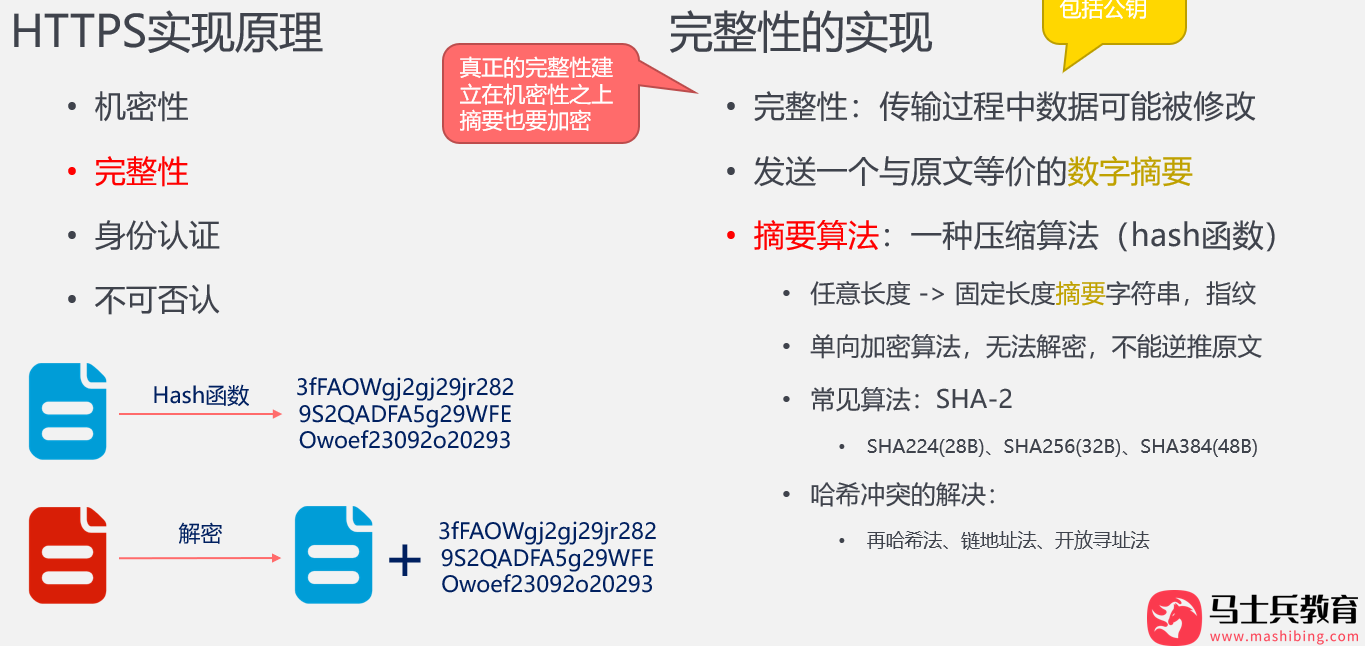 HTTPS实现原理
机密性
完整性
身份认证
不可否认
真正的完整性建
立在机密性之上
摘要也要加密
Hash函数
3fFAOWgj2gj29jr282
9S2QADFA5g29WFE
Owoef23092o20293
解密
+
3fFAOWgj2gj29jr282
9S2QADFA5g29WFE
Owoef23092o20293
包括公钥
完整性的实现
完整性：传输过程中数据可能被修改
发送一个与原文等价的数字摘要
摘要算法：一种压缩算法（hash函数）
任意长度 -> 固定长度摘要字符串，指纹
单向加密算法，无法解密，不能逆推原文
常见算法：SHA-2
SHA224(28B)、SHA256(32B)、SHA384(48B)
哈希冲突的解决：
再哈希法、链地址法、开放寻址法
马士兵教育
www.mashibing.com